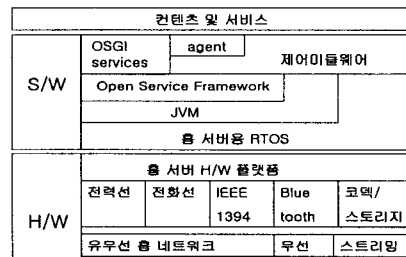 컨텐츠 및 서비스
S/W
OSGI services
agent
제어미들웨어
Open Service Framework
JVM
홈 서버용 RTOS
H/W
홈 서버 H/W 플랫폼
전력선
전화선
IEEE 1394
Blue tooth
코덱/ 스토리지
유무선 홈 네트워크
무선
스트리밍